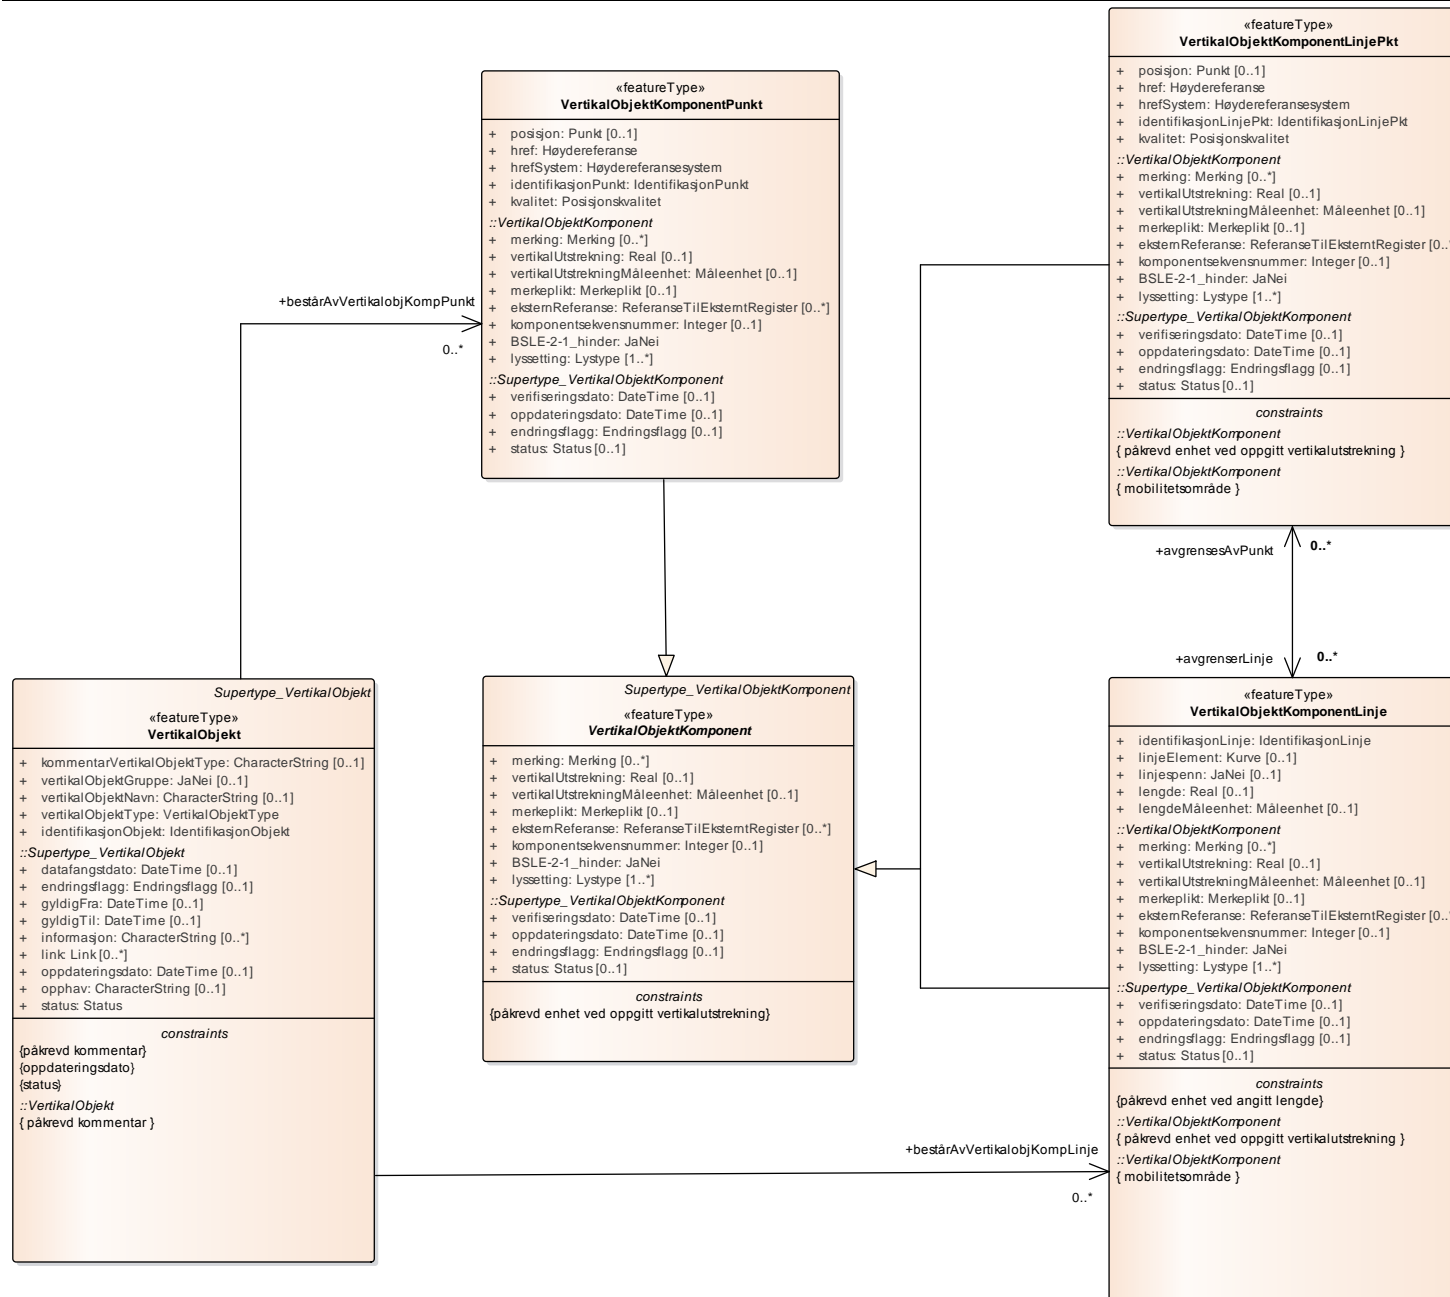 «featureType»
VertikalObjektKomponentLinjePkt
+ posisjon: Punkt [0..1]
+ href: Høydereferanse
+ hrefSystem: Høydereferansesystem
+ identifikasjonLinjePkt: IdentifikasjonLinjePkt
+ kvalitet: Posisjonskvalitet
::VertikalObjektKomponent
+ merking: Merking [0..*]
+ vertikalUtstrekning: Real [0..1]
+ vertikalUtstrekningMåleenhet: Måleenhet [0..1]
+ merkeplikt: Merkeplikt [0..1]
+ eksternReferanse: ReferanseTilEksterntRegister [0..*
+ komponentsekvensnummer: Integer [0..1]
+ BSLE-2-1_hinder: JaNei
+ lyssetting: Lystype [1..*]
::Supertype_VertikalObjektKomponent
+ verifiseringsdato: DateTime [0..1]
+ oppdateringsdato: DateTime [0..1]
+ endringsflagg: Endringsflagg [0..1]
+ status: Status [0..1]
constraints
::VertikalObjektKomponent
{ påkrevd enhet ved oppgitt vertikalutstrekning }
::VertikalObjektKomponent
{ mobilitetsområde }
«featureType»
VertikalObjektKomponentPunkt
+ posisjon: Punkt [0..1]
+ href: Høydereferanse
+ hrefSystem: Høydereferansesystem
+ identifikasjonPunkt: IdentifikasjonPunkt
+ kvalitet: Posisjonskvalitet
::VertikalObjektKomponent
+ merking: Merking [0..*]
+ vertikalUtstrekning: Real [0..1]
+ vertikalUtstrekningMåleenhet: Måleenhet [0..1]
+ merkeplikt: Merkeplikt [0..1]
+ eksternReferanse: ReferanseTilEksterntRegister [0..*]
+ komponentsekvensnummer: Integer [0..1]
+ BSLE-2-1_hinder: JaNei
+ lyssetting: Lystype [1..*]
::Supertype_VertikalObjektKomponent
+ verifiseringsdato: DateTime [0..1]
+ oppdateringsdato: DateTime [0..1]
+ endringsflagg: Endringsflagg [0..1]
+ status: Status [0..1]
+beståravVertikalobjKompPunkt
0..*
+avgrensesAvPunkt
0..*
+avgrenserLinje
0..*
Supertype_VertikalObjekt
«featureType»
VertikalObjekt
+ kommentarVertikalObjektType: CharacterString [0..1]
+ vertikalObjektGruppe: JaNei [0..1]
+ vertikalObjektNavn: CharacterString [0..1]
+ vertikalObjektType: VertikalObjektType
+ identifikasjonObjekt: IdentifikasjonObjekt
::Supertype_VertikalObjekt
+ datafangstdato: DateTime [0..1]
+ endringsflagg: Endringsflagg [0..1]
+ gyldigFra: DateTime [0..1]
+ gyldigTil: DateTime [0..1]
+ informasjon: CharacterString [0..*]
+ link: Link [0..*]
+ oppdateringsdato: DateTime [0..1]
+ opphav: CharacterString [0..1]
+ status: Status
constraints
{påkrevd kommentar}
{oppdateringsdato}
{status}
::VertikalObjekt
{ påkrevd kommentar }
Supertype_VertikalObjektKomponent
«featureType»
VertikalObjektKomponent
+ merking: Merking [0..*]
+ vertikalUtstrekning: Real [0..1]
+ vertikalUtstrekningMåleenhet: Måleenhet [0..1]
+ merkeplikt: Merkeplikt [0..1]
+ eksternReferanse: ReferanseTilEksterntRegister [0..*]
+ komponentsekvensnummer: Integer [0..1]
+ BSLE-2-1_hinder: JaNei
+ lyssetting: Lystype [1..*]
::Supertype_VertikalObjektKomponent
+ verifiseringsdato: DateTime [0..1]
+ oppdateringsdato: DateTime [0..1]
+ endringsflagg: Endringsflagg [0..1]
+ status: Status [0..1]
constraints
{påkrevd enhet ved oppgitt vertikalutstrekning}
«featureType»
VertikalObjektKomponentLinje
+ identifikasjonLinje: IdentifikasjonLinje
+ linjeElement: Kurve [0..1]
+ linjespenn: JaNei [0..1]
+ lengde: Real [0..1]
+ lengdeMåleenhet: Måleenhet [0..1]
::VertikalObjektKomponent
+ merking: Merking [0..*]
+ vertikalUtstrekning: Real [0..1]
+ vertikalUtstrekningMåleenhet: Måleenhet [0..1]
+ merkeplikt: Merkeplikt [0..1]
+ eksternReferanse: ReferanseTilEksterntRegister [0..*
+ komponentsekvensnummer: Integer [0..1]
+ BSLE-2-1_hinder: JaNei
+ lyssetting: Lystype [1..*]
::Supertype_VertikalObjektKomponent
+ verifiseringsdato: DateTime [0..1]
+ oppdateringsdato: DateTime [0..1]
+ endringsflagg: Endringsflagg [0..1]
+ status: Status [0..1]
constraints
{påkrevd enhet ved angitt lengde}
::VertikalObjektKomponent
{ påkrevd enhet ved oppgitt vertikalutstrekning }
::VertikalObjektKomponent
{ mobilitetsområde }
+beståravVertikalobjKompLinje
0..*